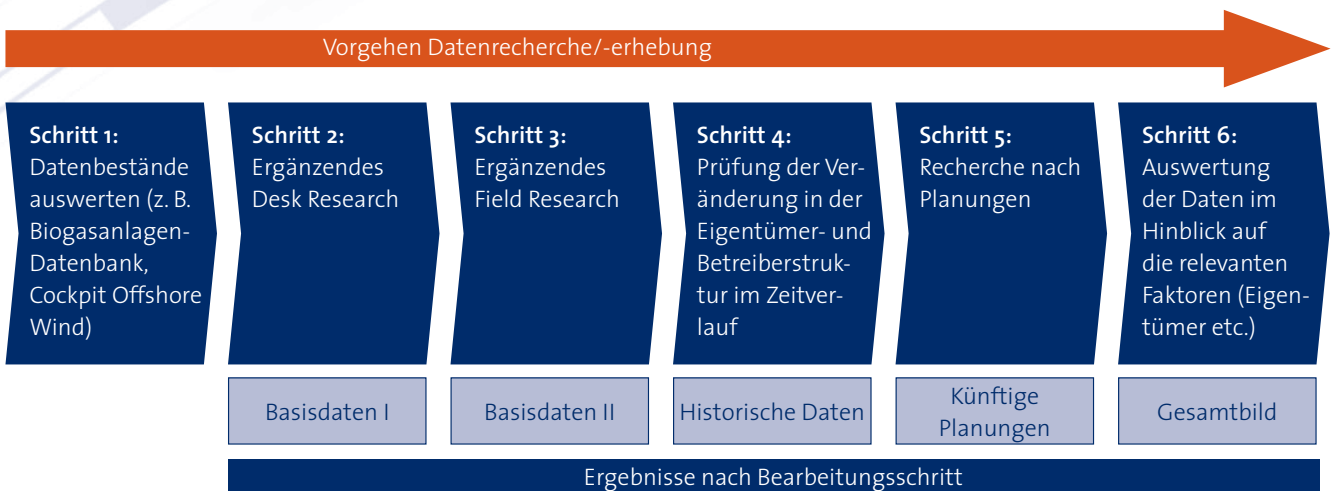 Vorgehen Datenrecherche/-erhebung
Schritt 1:
Datenbestände
auswerten (z. B.
Biogasanlagen-
Datenbank,
Cockpit Offshore
Wind)
Schritt 2:
Ergänzendes
Desk Research
Schritt 3:
Ergänzendes
Field Research
Schritt 4:
Prüfung der Ver-
änderung in der
Eigentümer- und
Betreiberstruk-
tur im Zeitver-
lauf
Schritt 5:
Recherche nach
Planungen
Schritt 6:
Auswertung
der Daten im
Hinblick auf
die relevanten
Faktoren (Eigen-
tümer etc.)
Basisdaten I
Basisdaten II
Historische Daten
Künftige
Planungen
Gesamtbild
Ergebnisse nach Bearbeitungsschritt